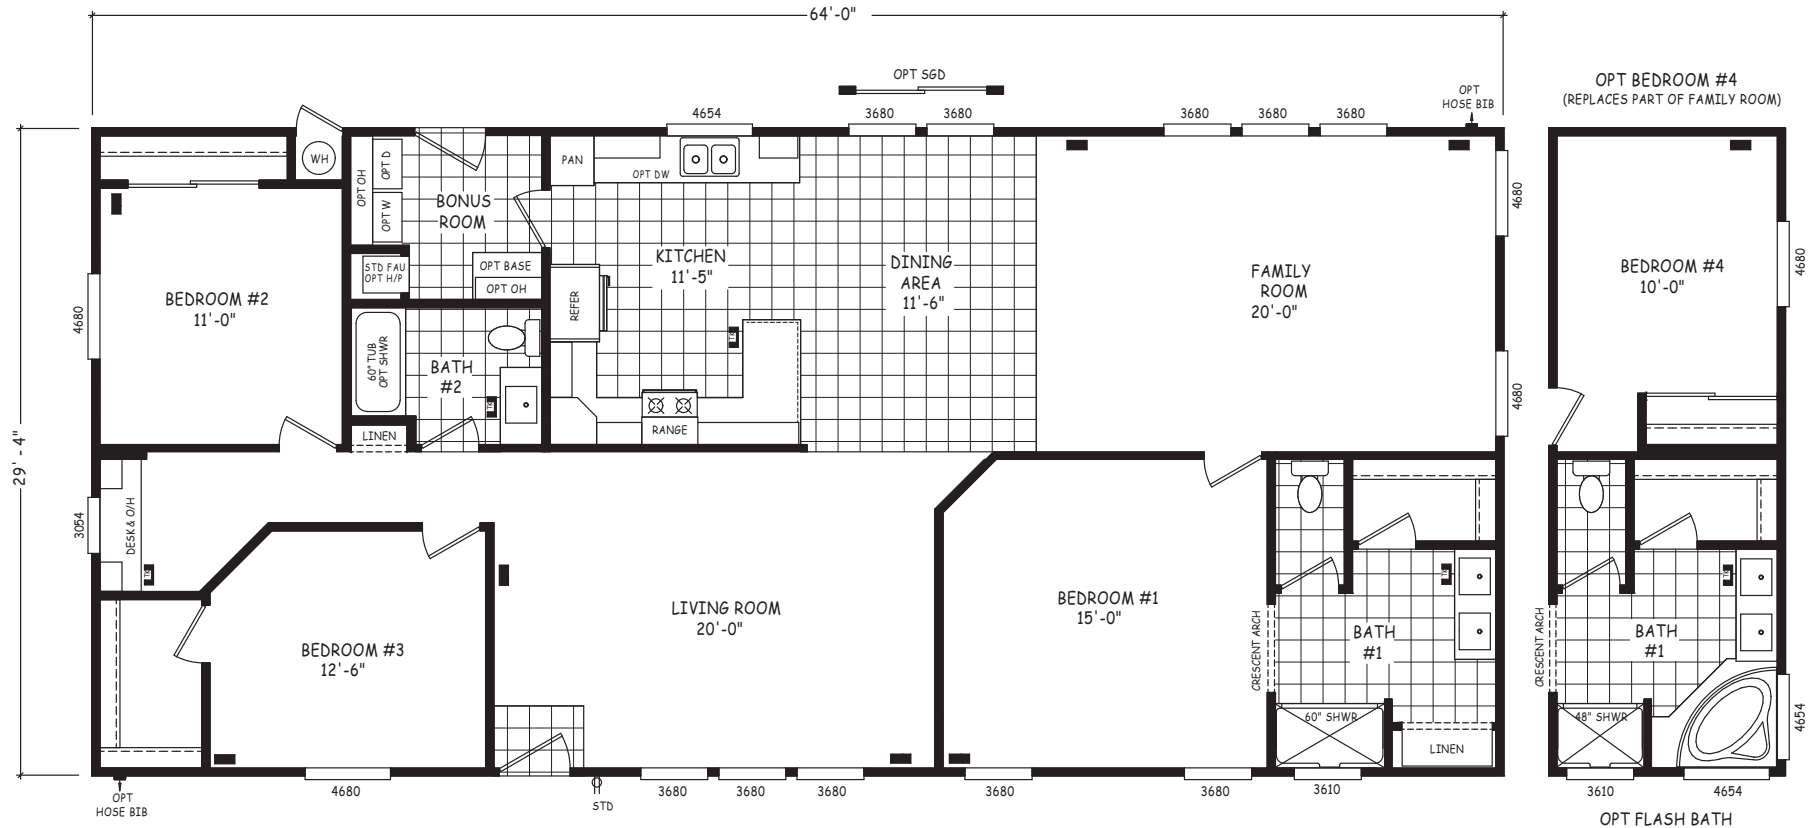 64'-0"
OPT SGD
OPT BEDROOM #4
(REPLACES PART OF FAMILY ROOM)
OPT
HOSE BIB
4654
3680
3680
3680
3680
3680
WH
OPT OH
OPT D
OPT W
BONUS
ROOM
PAN
OPT DW
4680
4680
STD FAU
OPT H/P
OPT BASE
OPT OH
KITCHEN
11'-5"
DINING
AREA
11'-6"
FAMILY
ROOM
20'-0"
BEDROOM #4
10'-0"
BEDROOM #2
11'-0"
REFER
4680
60" TUB
OPT SHWR
BATH
#2
4680
RANGE
LINEN
29'-4"
3054
DESK & O/H
LIVING ROOM
20'-0"
BEDROOM #1
15'-0"
CRESCENT ARCH
BATH
#1
CRESCENT ARCH
BATH
#1
BEDROOM #3
12'-6"
60" SHWR
LINEN
48" SHWR
4654
OPT
HOSE BIB
4680
STD
3680
3680
3680
3680
3680
3610
3610
4654
OPT FLASH BATH